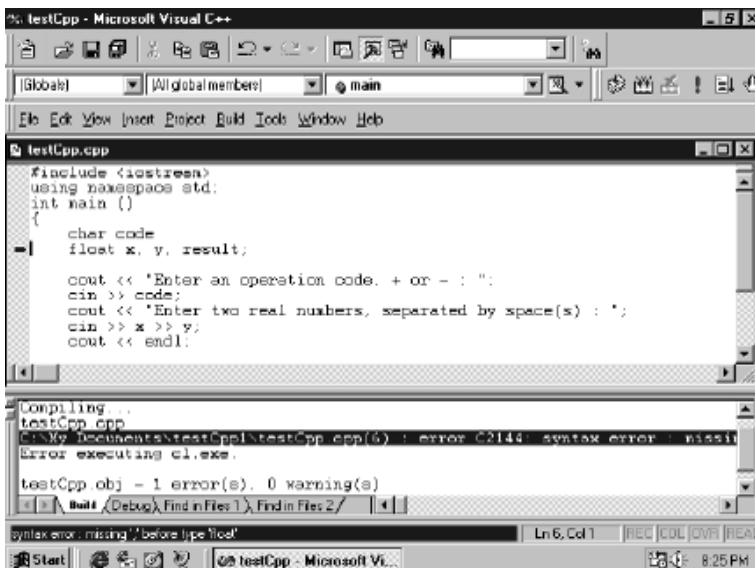 testCpp - Microsoft Visual C++
(Globals)
(All global members)
main
File Edit View Insert Project Build Tools Window Help
testCpp.cpp
#include <iostream>
using namespace std;
int main ()
{
char code
float x, y, result;
cout << "Enter an operation code, + or - : ";
cin >> code;
cout << "Enter two real numbers, separated by space(s) : ";
cin >> x >> y;
cout << endl;
Compiling...
testCpp.cpp
C:\My Documents\testCpp1\testCpp.cpp(6) : error C2144: syntax error : missin
Error executing cl.exe.
testCpp.obj - 1 error(s), 0 warning(s)
Build Debug Find in Files 1 Find in Files 2
syntax error : missing ';' before type 'float'
Ln 6, Col 1
REC COL OVR REA
Start
testCpp - Microsoft Vi...
8:25 PM